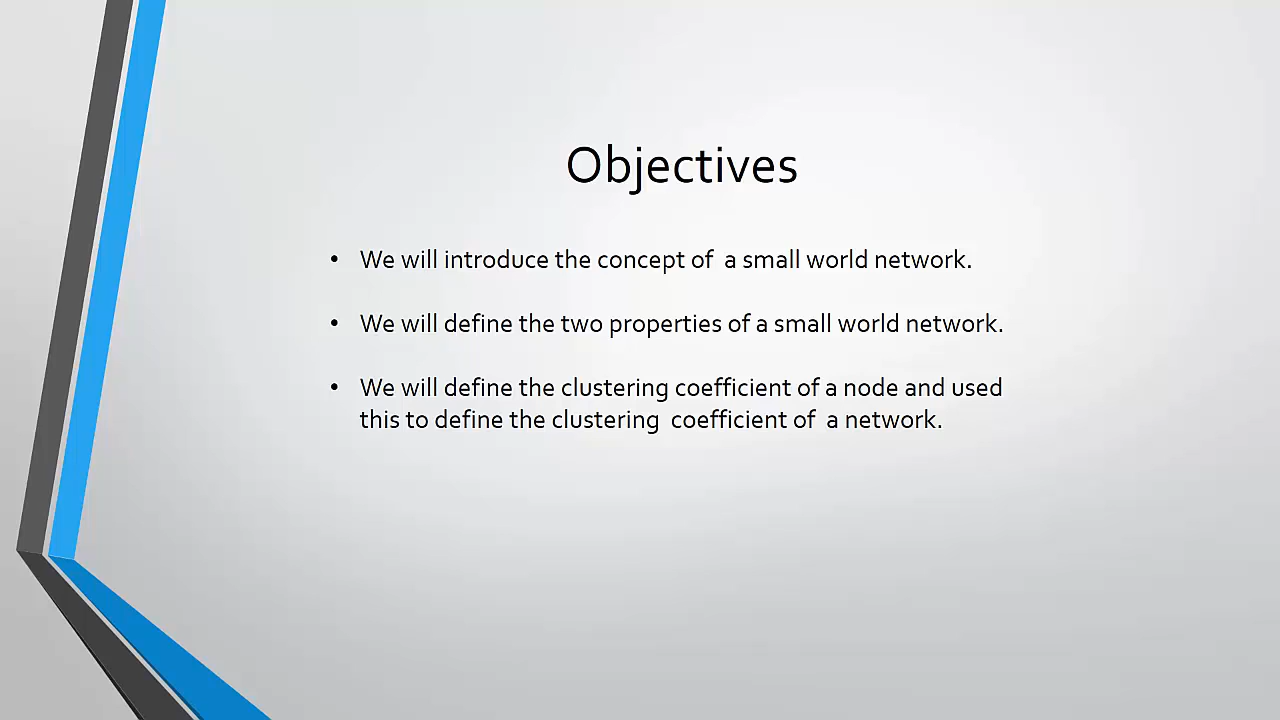 Objectives
• We will introduce the concept of  a small world network.
• We will define the two properties of a small world network.
• We will define the clustering coefficient of a node and used
this to define the clustering  coefficient of  a network.